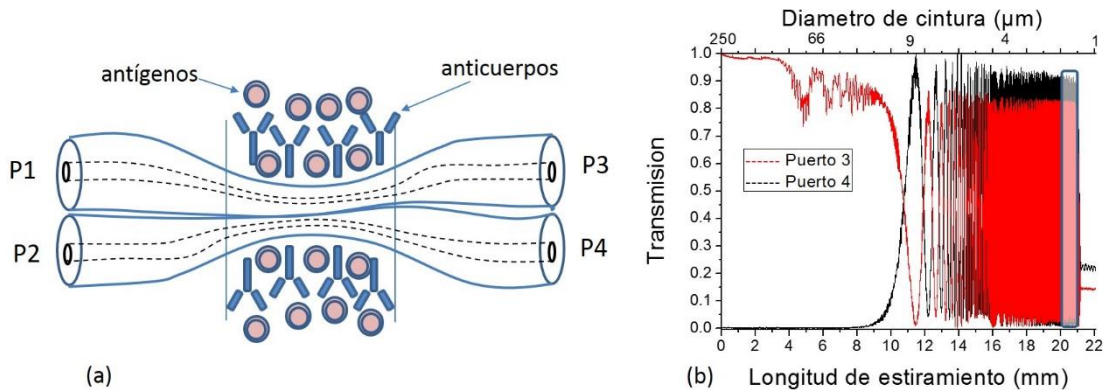 antígenos
anticuerpos
P1
P2
P3
P4
(a)
Diametro de cintura (µm)
250 66 9 4 1
1.0
0.9
0.8
0.7
0.6
0.5
0.4
0.3
0.2
0.1
0.0
Transmision
Puerto 3
Puerto 4
0 2 4 6 8 10 12 14 16 18 20 22
(b)
Longitud de estiramiento (mm)